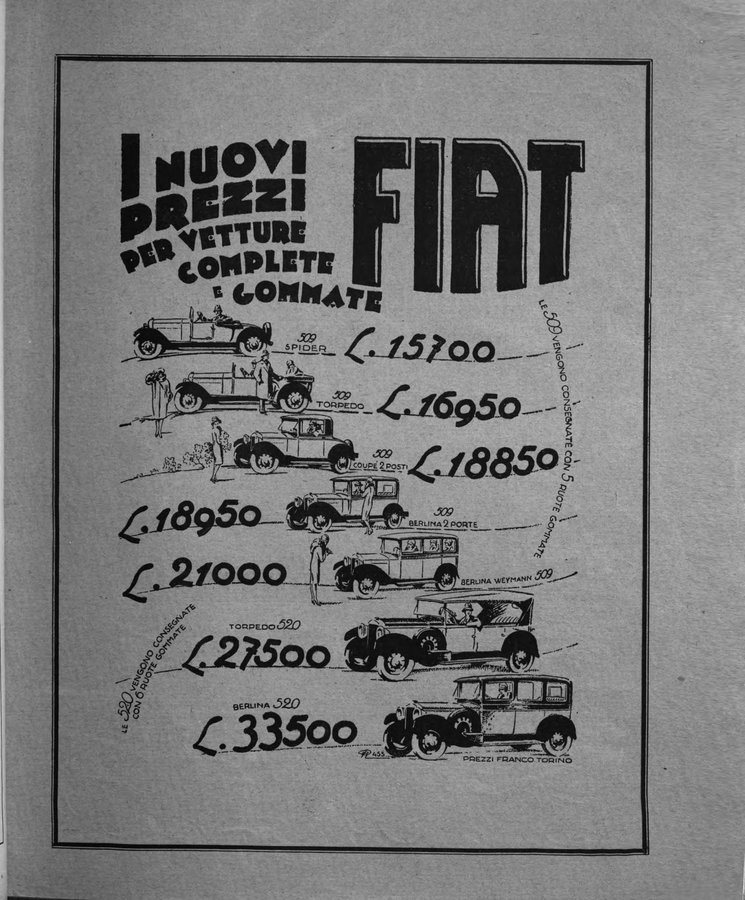 I NUOVI
PREZZI
PER VETTURE
COMPLETE
E GOMMATE
FIAT
509
SPIDER
L. 15700
509
TORPEDO
L. 16950
509
COUPÉ 2 POSTI
L. 18850
L. 18950
509
BERLINA 2 PORTE
L. 21000
BERLINA WEYMANN 509
LE 509 VENGONO CONSEGNATE CON 5 RUOTE GOMMATE
TORPEDO 520
L. 27500
BERLINA 520
L. 33500
LE 520 VENGONO CONSEGNATE
CON 6 RUOTE GOMMATE
PREZZI FRANCO TORINO